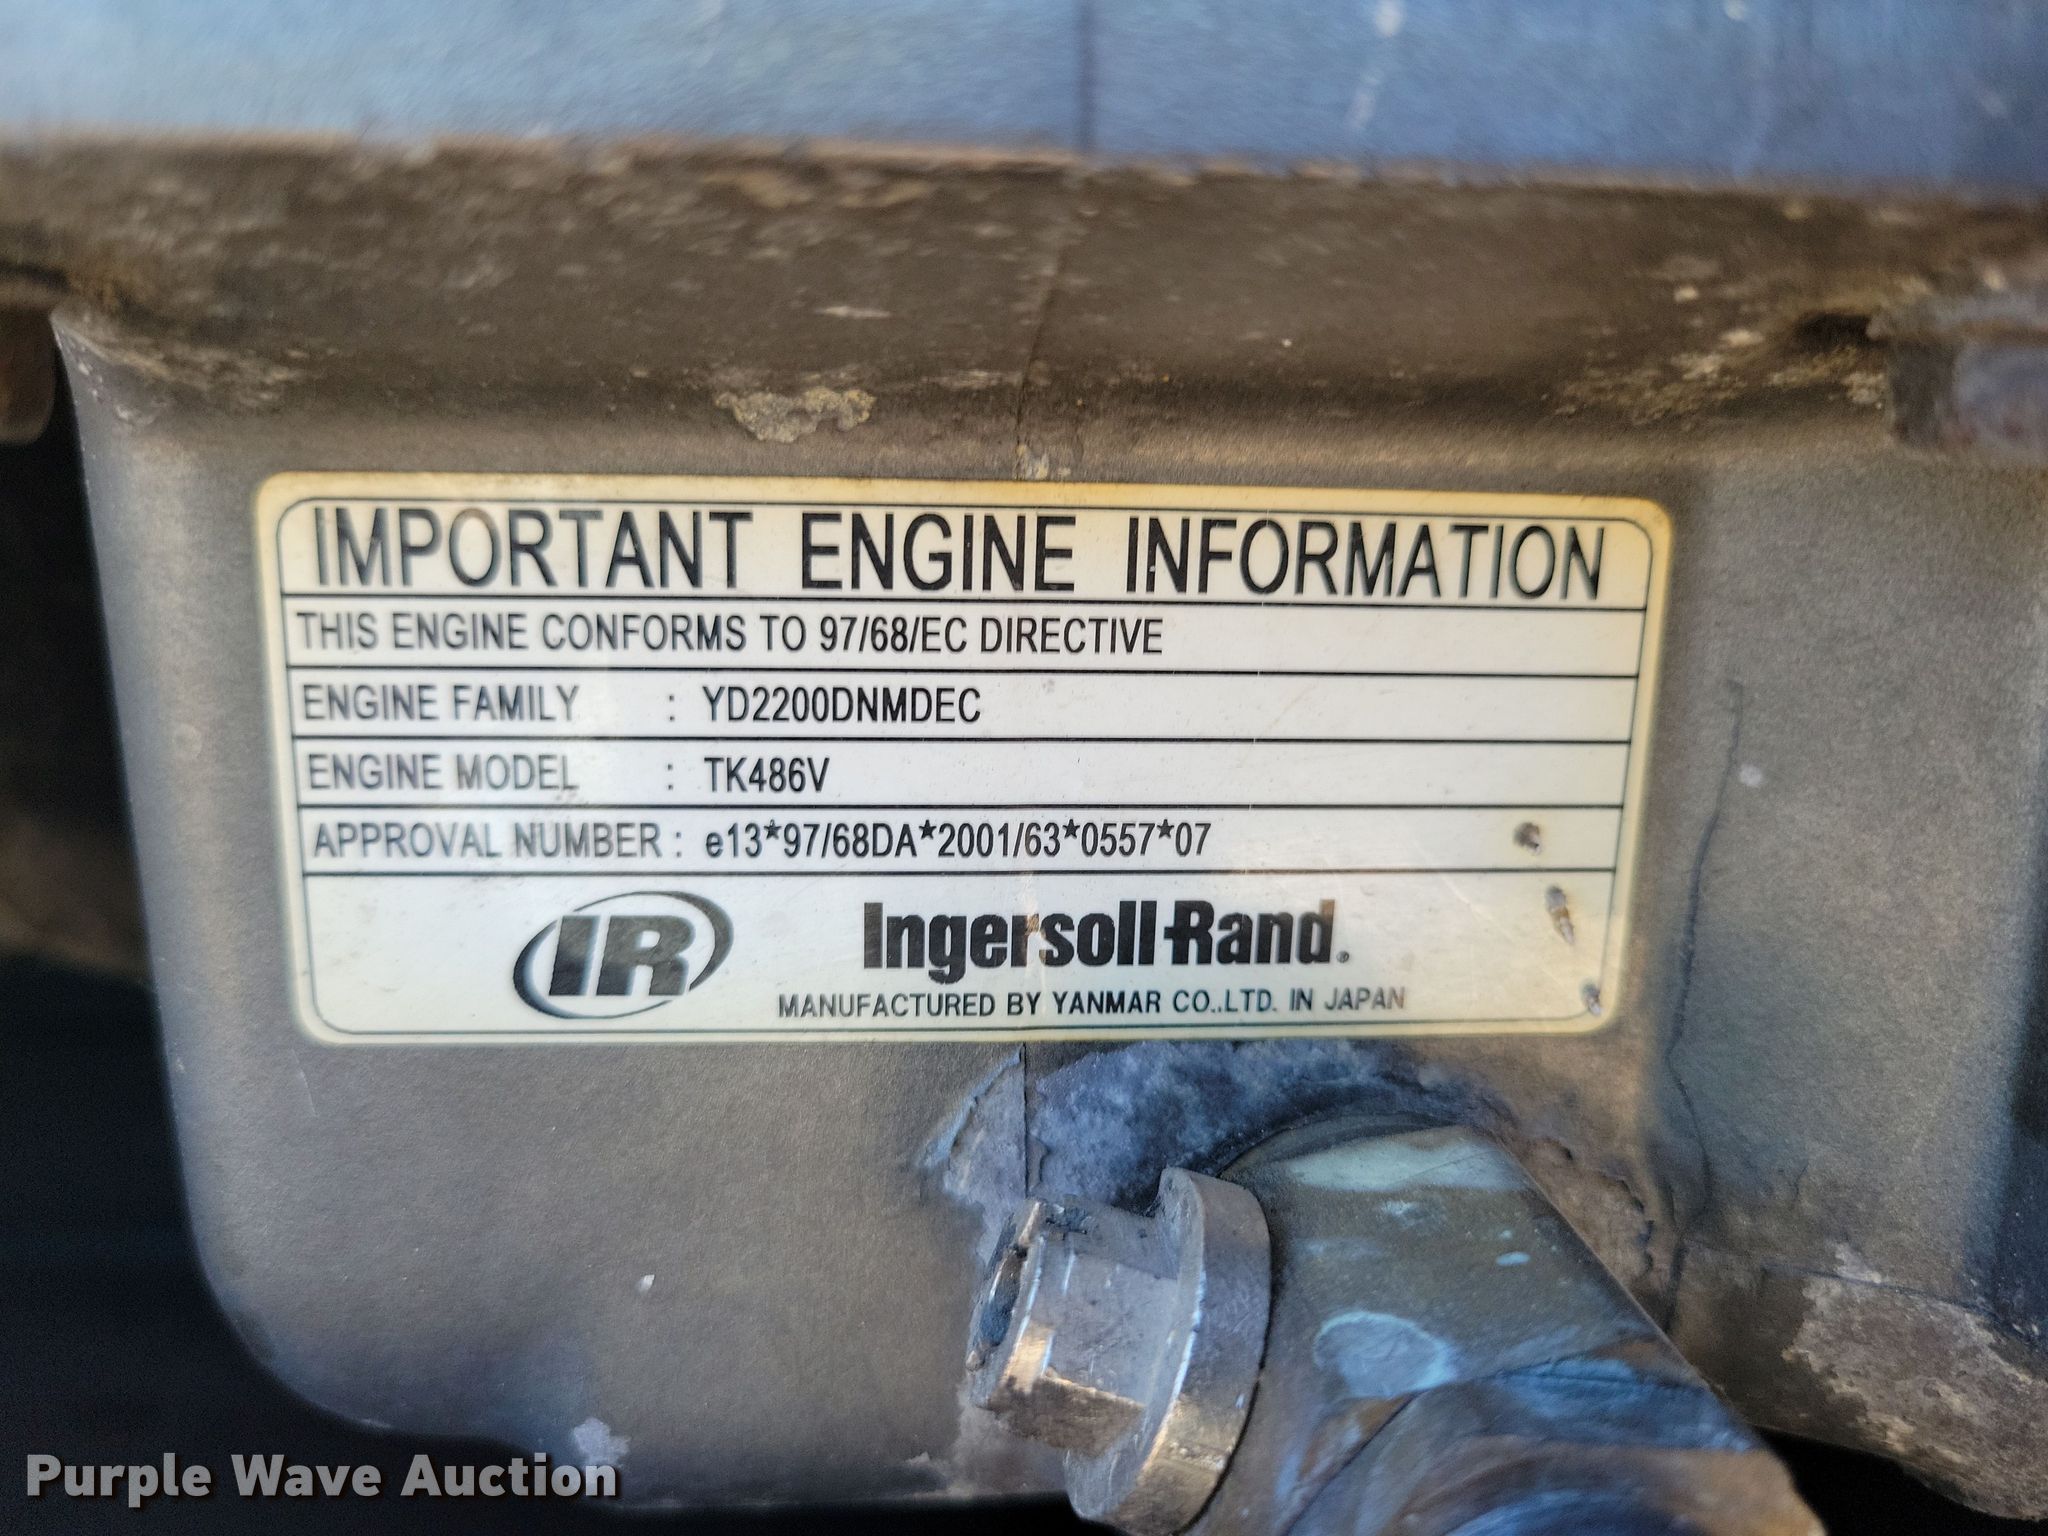 IMPORTANT ENGINE INFORMATION
THIS ENGINE CONFORMS TO 97/68/EC DIRECTIVE
ENGINE FAMILY : YD2200DNMDEC
ENGINE MODEL : TK486V
APPROVAL NUMBER : e13*97/68DA*2001/63*0557*07
IR Ingersoll-Rand®
MANUFACTURED BY YANMAR CO.,LTD. IN JAPAN
Purple Wave Auction